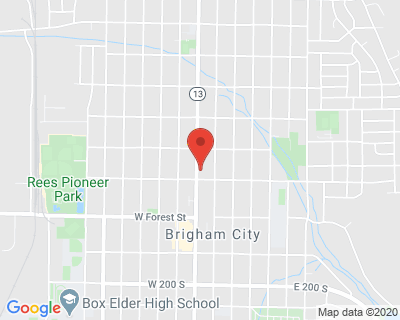 13
Rees Pioneer
Park
W Forest St
Brigham City
W 200 S
E 200 S
Box Elder High School
Google
Map data ©2020